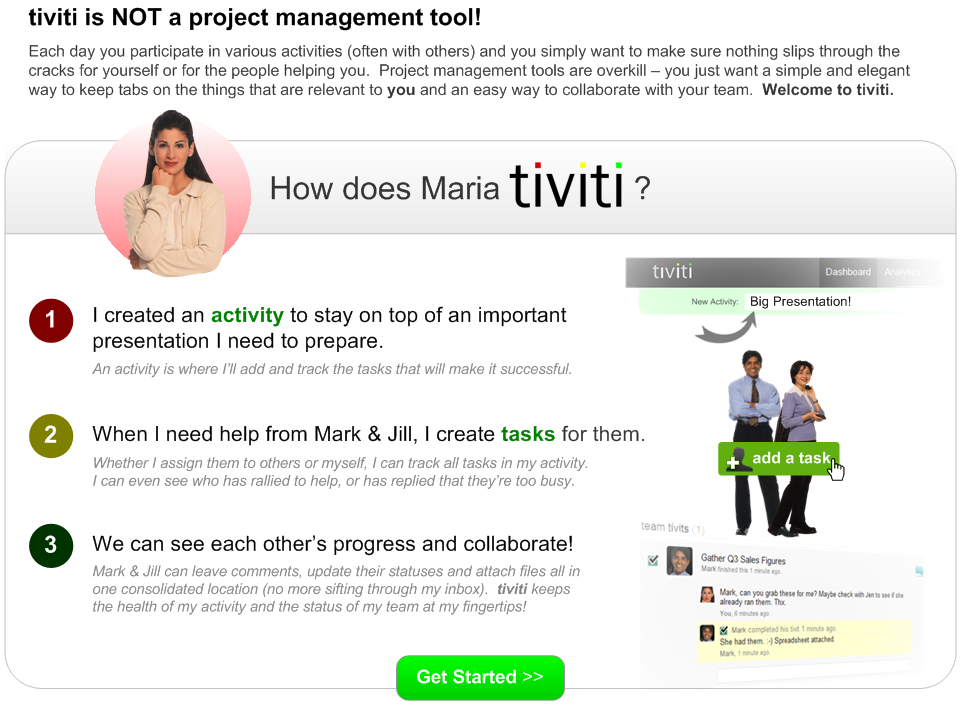 tiviti is NOT a project management tool!
Each day you participate in various activities (often with others) and you simply want to make sure nothing slips through the
cracks for yourself or for the people helping you.  Project management tools are overkill – you just want a simple and elegant
way to keep tabs on the things that are relevant to you and an easy way to collaborate with your team.  Welcome to tiviti.
How does Maria tiviti ?
tiviti Dashboard Analytics
New Activity: Big Presentation!
1 I created an activity to stay on top of an important
presentation I need to prepare.
An activity is where I'll add and track the tasks that will make it successful.
2 When I need help from Mark & Jill, I create tasks for them.
Whether I assign them to others or myself, I can track all tasks in my activity.
I can even see who has rallied to help, or has replied that they're too busy.
add a task
3 We can see each other's progress and collaborate!
Mark & Jill can leave comments, update their statuses and attach files all in
one consolidated location (no more sifting through my inbox).  tiviti keeps
the health of my activity and the status of my team at my fingertips!
team tivits (1)
Gather Q3 Sales Figures
Mark finished this 1 minute ago.
Mark, can you grab these for me? Maybe check with Jen to see if she
already ran them. Thx.
You, 6 minutes ago.
Mark completed his tivit 1 minute ago.
She had them. :-) Spreadsheet attached.
Mark, 1 minute ago.
Get Started >>